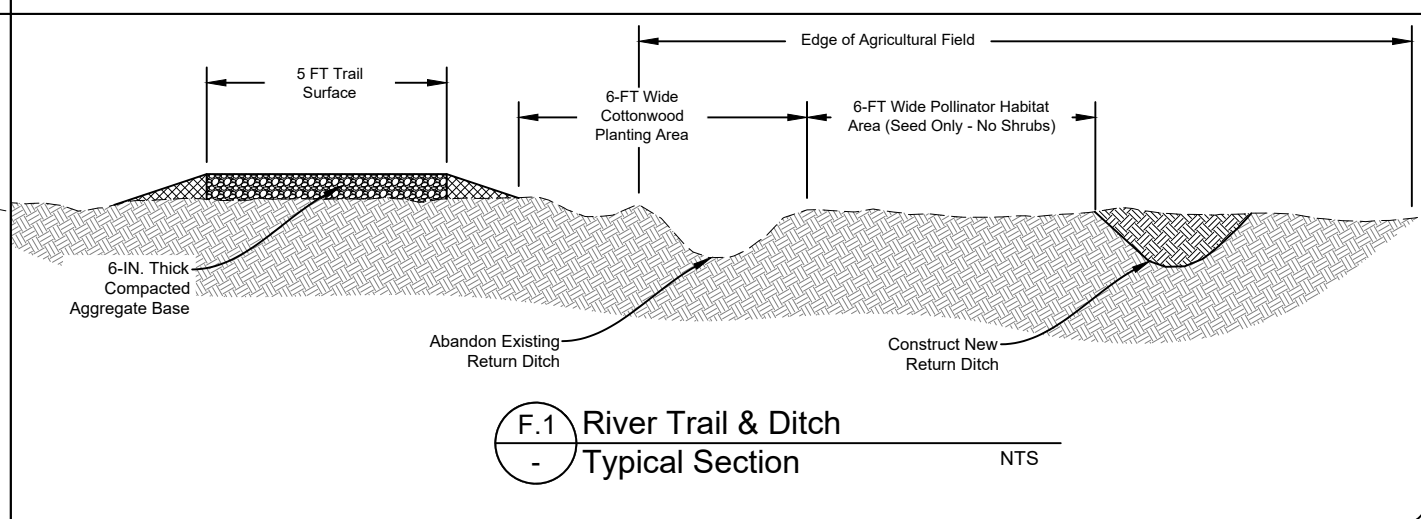 Edge of Agricultural Field
5 FT Trail
Surface
6-FT Wide
Cottonwood
Planting Area
6-FT Wide Pollinator Habitat
Area (Seed Only - No Shrubs)
6-IN. Thick
Compacted
Aggregate Base
Abandon Existing
Return Ditch
Construct New
Return Ditch
F.1
River Trail & Ditch
-
Typical Section
NTS